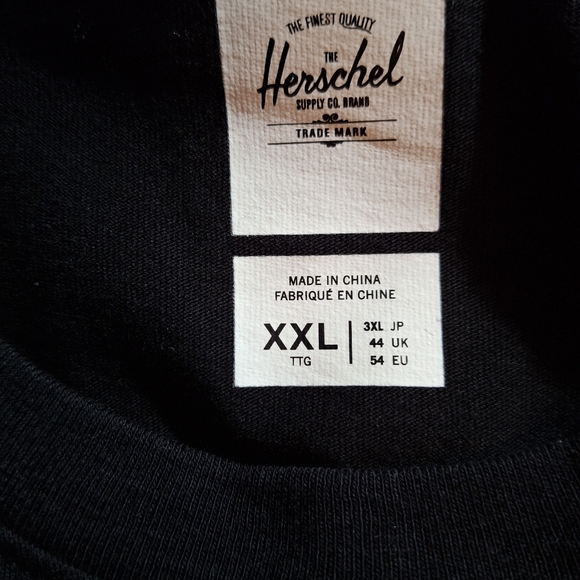 THE FINEST QUALITY
THE
Herschel
SUPPLY CO. BRAND
TRADE MARK
MADE IN CHINA
FABRIQUÉ EN CHINE
XXL
TTG
3XL JP
44 UK
54 EU